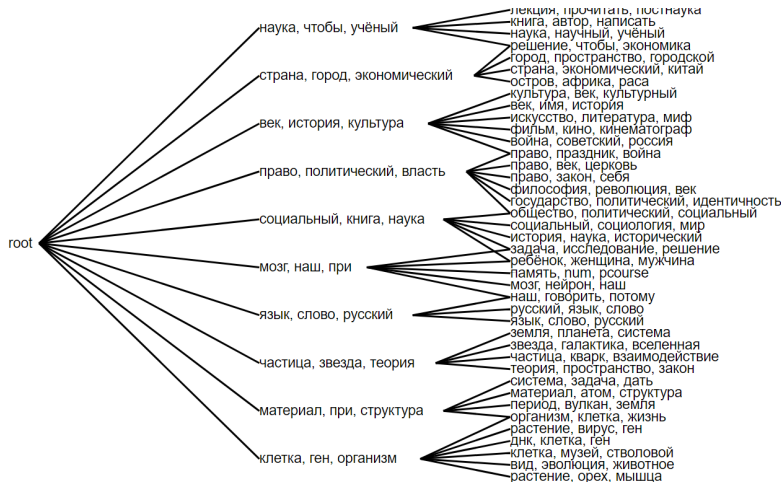 root
наука, чтобы, учёный
страна, город, экономический
век, история, культура
право, политический, власть
социальный, книга, наука
мозг, наш, при
язык, слово, русский
частица, звезда, теория
материал, при, структура
клетка, ген, организм
лекция, прочитать, постнаука
книга, автор, написать
наука, научный, учёный
решение, чтобы, экономика
город, пространство, городской
страна, экономический, китай
остров, африка, раса
культура, век, культурный
век, имя, история
искусство, литература, миф
фильм, кино, кинематограф
война, советский, россия
право, праздник, война
право, век, церковь
право, закон, себя
философия, революция, век
государство, политический, идентичность
общество, политический, социальный
социальный, социология, мир
история, наука, исторический
задача, исследование, решение
ребёнок, женщина, мужчина
память, num, pcourse
мозг, нейрон, наш
наш, говорить, потому
русский, язык, слово
язык, слово, русский
земля, планета, система
звезда, галактика, вселенная
частица, кварк, взаимодействие
теория, пространство, закон
система, задача, дать
материал, атом, структура
период, вулкан, земля
организм, клетка, жизнь
растение, вирус, ген
днк, клетка, ген
клетка, музей, стволовой
вид, эволюция, животное
растение, орех, мышца